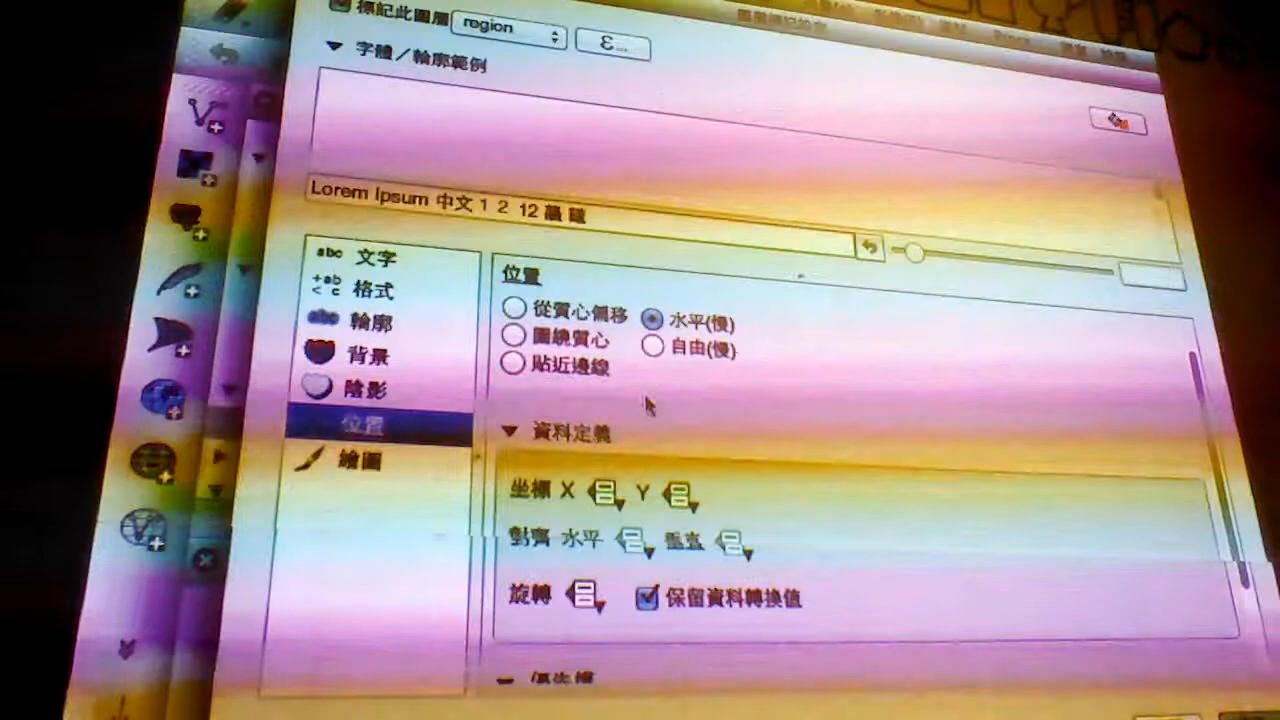 標記此圖層 region ε...
字體／輪廓範例
Lorem Ipsum 中文 1 2 12
abc 文字
+ab < c 格式
abc 輪廓
背景
陰影
位置
繪圖
位置
從質心偏移 水平(慢)
圍繞質心 自由(慢)
貼近邊線
資料定義
坐標 X Y
對齊 水平 垂直
旋轉 保留資料轉換值